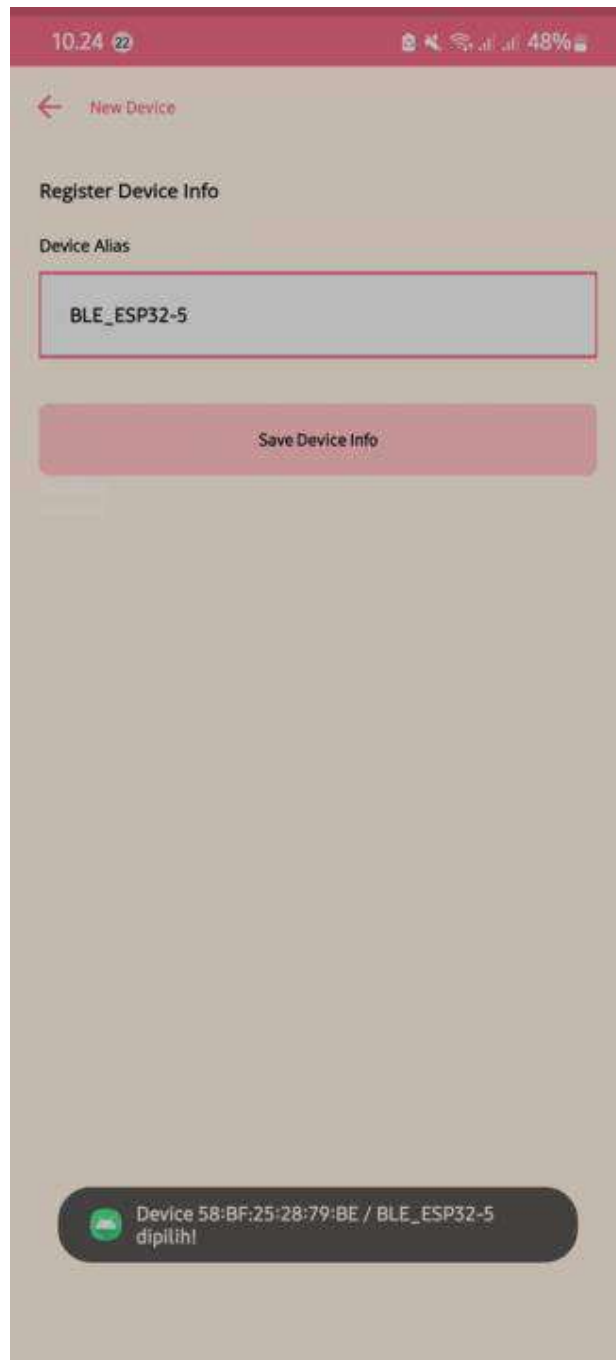 10.24 22
48%
New Device
Register Device Info
Device Alias
BLE_ESP32-5
Save Device Info
Device 58:BF:25:28:79:BE / BLE_ESP32-5
dipilih!